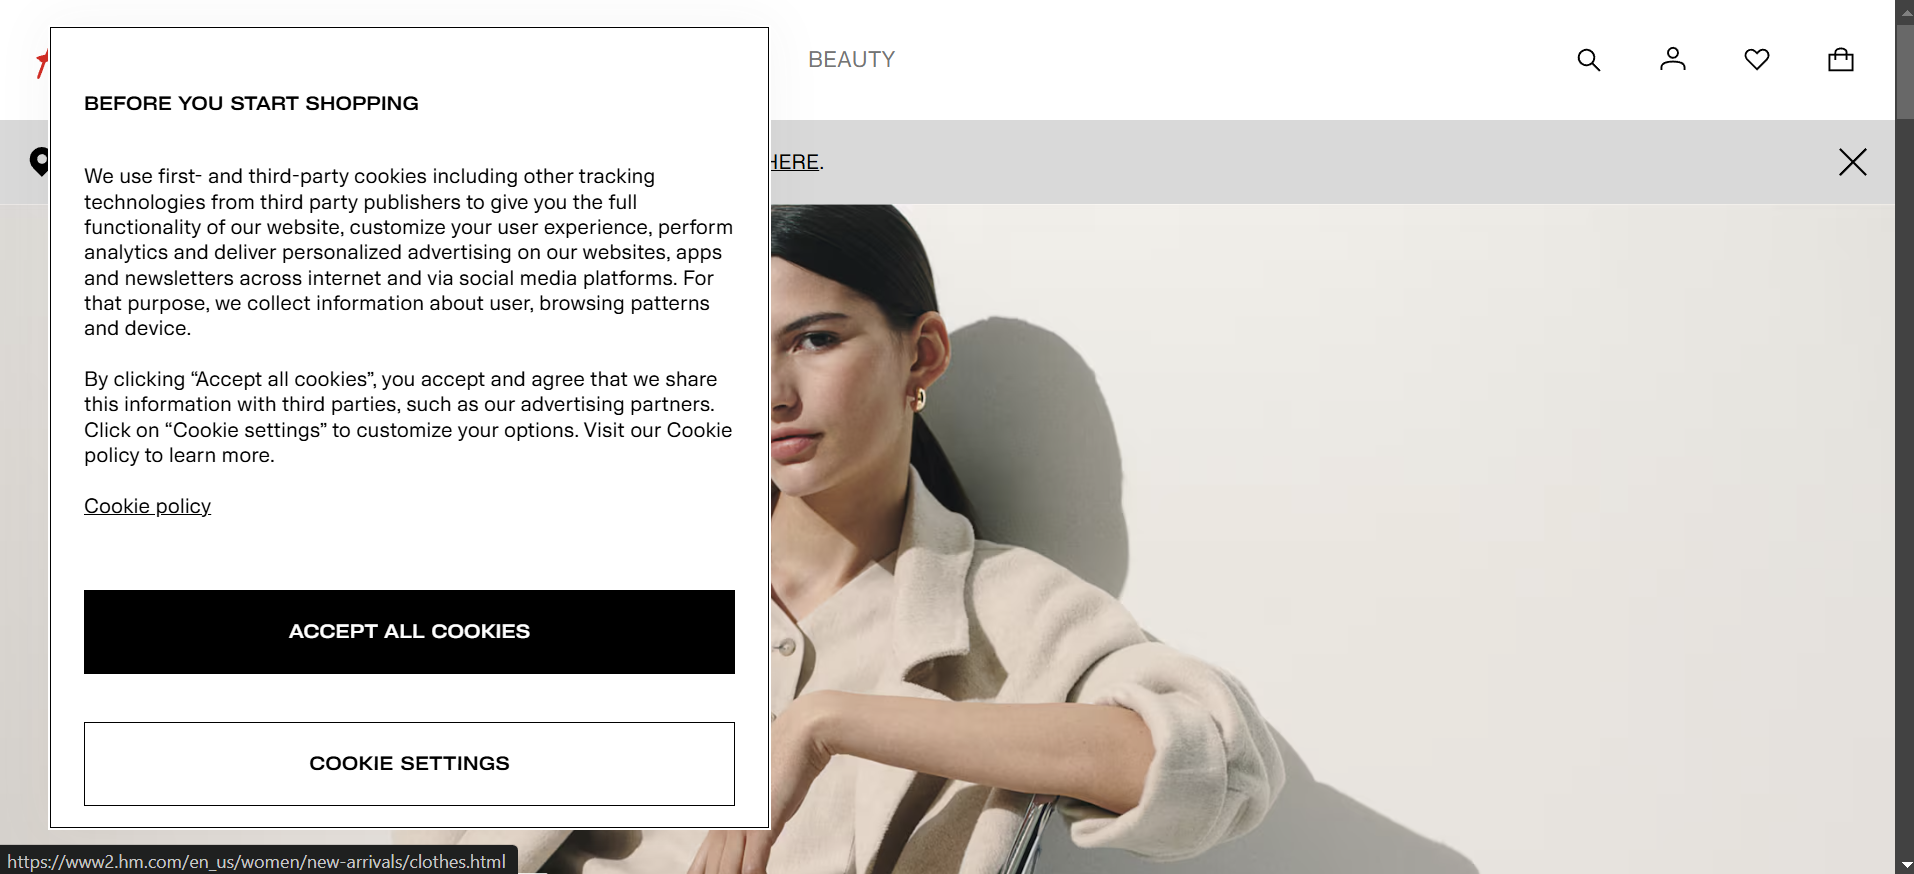 BEAUTY
HERE.
BEFORE YOU START SHOPPING
We use first- and third-party cookies including other tracking
technologies from third party publishers to give you the full
functionality of our website, customize your user experience, perform
analytics and deliver personalized advertising on our websites, apps
and newsletters across internet and via social media platforms. For
that purpose, we collect information about user, browsing patterns
and device.
By clicking “Accept all cookies”, you accept and agree that we share
this information with third parties, such as our advertising partners.
Click on “Cookie settings” to customize your options. Visit our Cookie
policy to learn more.
Cookie policy
ACCEPT ALL COOKIES
COOKIE SETTINGS
https://www2.hm.com/en_us/women/new-arrivals/clothes.html